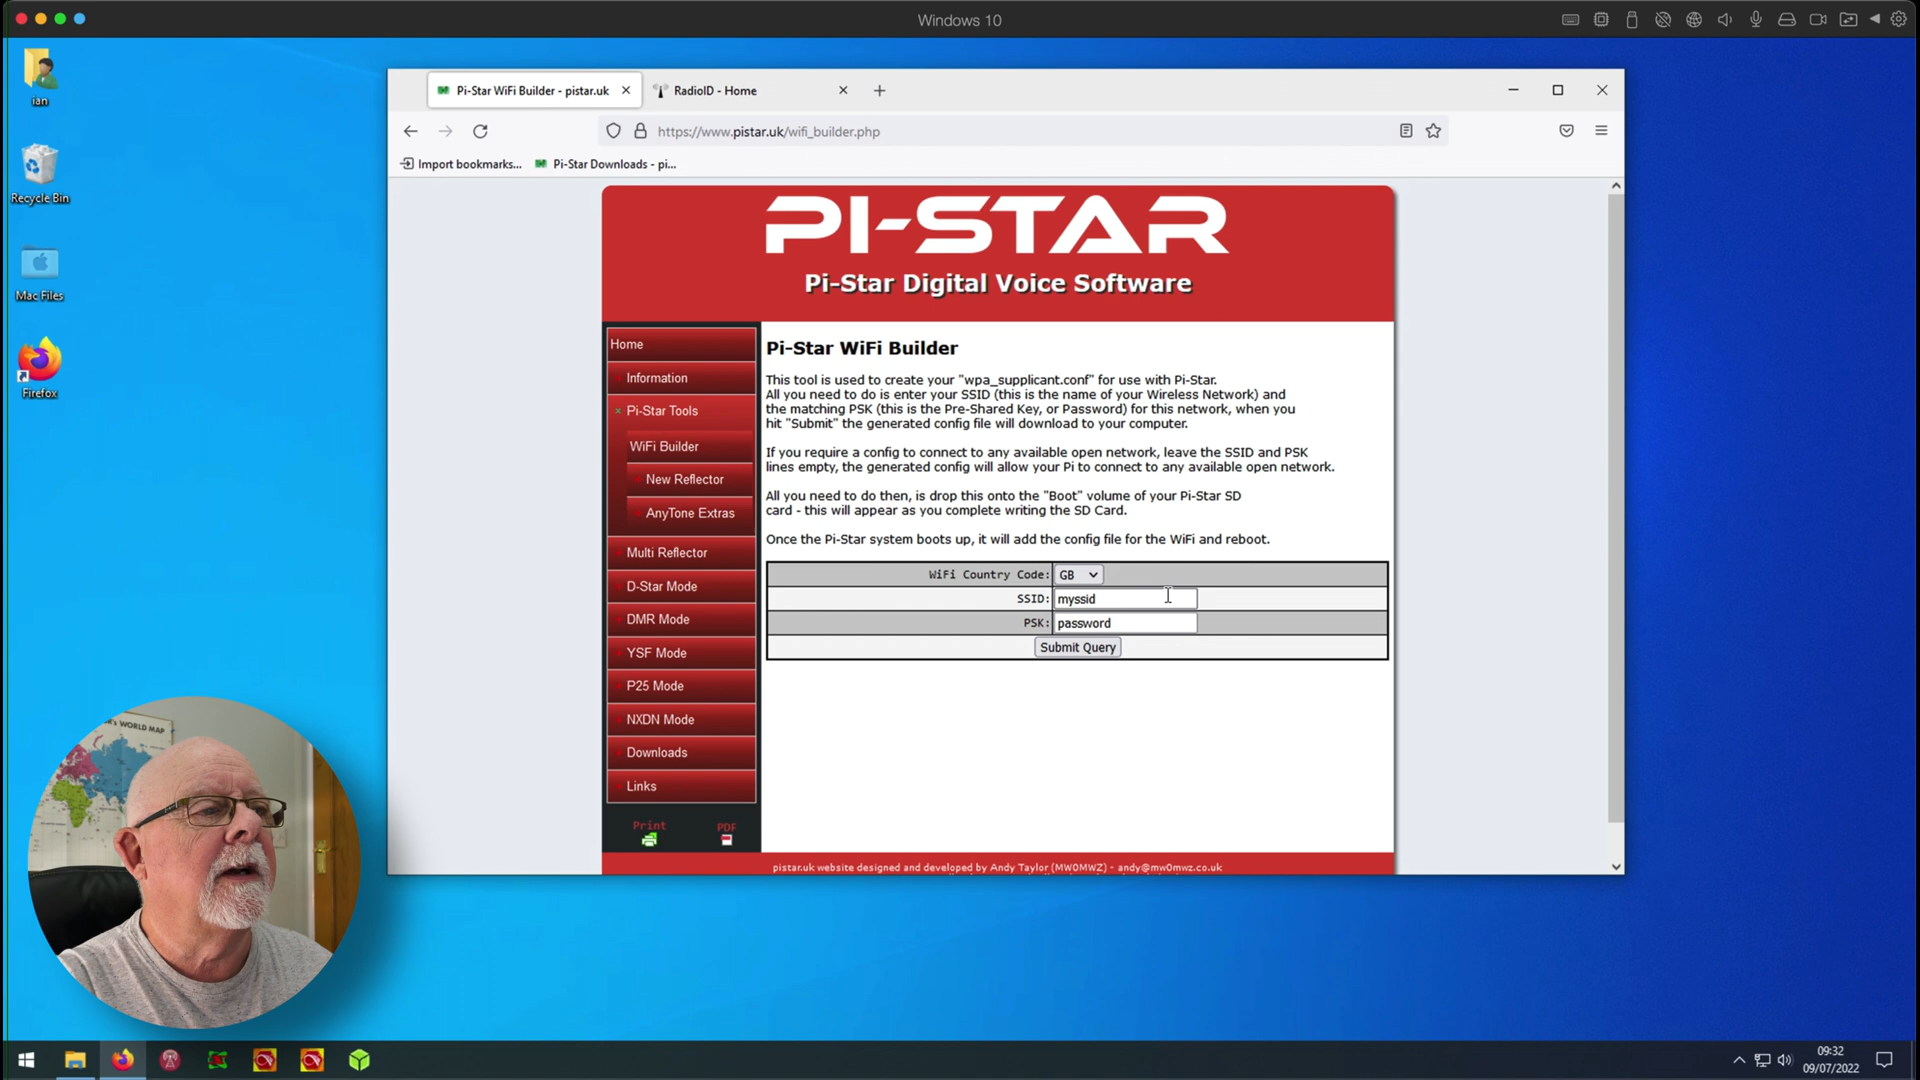 Windows 10
ian
Recycle Bin
Mac Files
Firefox
Pi-Star WiFi Builder - pistar.uk
RadioID - Home
https://www.pistar.uk/wifi_builder.php
Import bookmarks...
Pi-Star Downloads - pi...
PI-STAR
Pi-Star Digital Voice Software
Home
Information
Pi-Star Tools
WiFi Builder
New Reflector
AnyTone Extras
Multi Reflector
D-Star Mode
DMR Mode
YSF Mode
P25 Mode
NXDN Mode
Downloads
Links
Print
PDF
Pi-Star WiFi Builder
This tool is used to create your "wpa_supplicant.conf" for use with Pi-Star.
All you need to do is enter your SSID (this is the name of your Wireless Network) and
the matching PSK (this is the Pre-Shared Key, or Password) for this network, when you
hit "Submit" the generated config file will download to your computer.
If you require a config to connect to any available open network, leave the SSID and PSK
lines empty, the generated config will allow your Pi to connect to any available open network.
All you need to do then, is drop this onto the "Boot" volume of your Pi-Star SD
card - this will appear as you complete writing the SD Card.
Once the Pi-Star system boots up, it will add the config file for the WiFi and reboot.
WiFi Country Code: GB
SSID: myssid
PSK: password
Submit Query
pistar.uk website designed and developed by Andy Taylor (MW0MWZ) - andy@mw0mwz.co.uk
WORLD MAP
09:32
09/07/2022